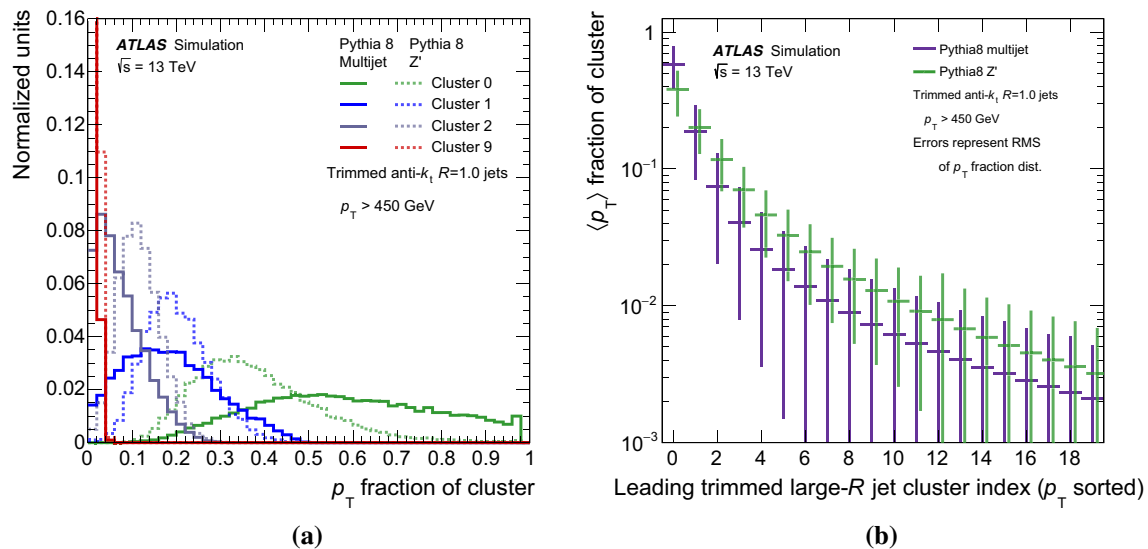 Normalized units
0.16
0.14
0.12
0.1
0.08
0.06
0.04
0.02
0
ATLAS Simulation
√s = 13 TeV
Pythia 8 Pythia 8
Multijet Z'
Cluster 0
Cluster 1
Cluster 2
Cluster 9
Trimmed anti-kt R=1.0 jets
pT > 450 GeV
0 0.1 0.2 0.3 0.4 0.5 0.6 0.7 0.8 0.9 1
pT fraction of cluster
(a)
⟨pT⟩ fraction of cluster
1
10−1
10−2
10−3
ATLAS Simulation
√s = 13 TeV
Pythia8 multijet
Pythia8 Z'
Trimmed anti-kt R=1.0 jets
pT > 450 GeV
Errors represent RMS
of pT fraction dist.
0 2 4 6 8 10 12 14 16 18
Leading trimmed large-R jet cluster index (pT sorted)
(b)